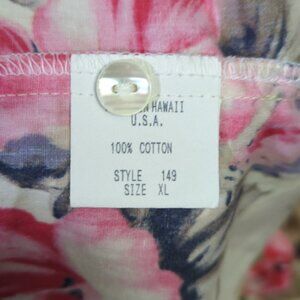 HAWAII
U.S.A.
100% COTTON
STYLE 149
SIZE XL